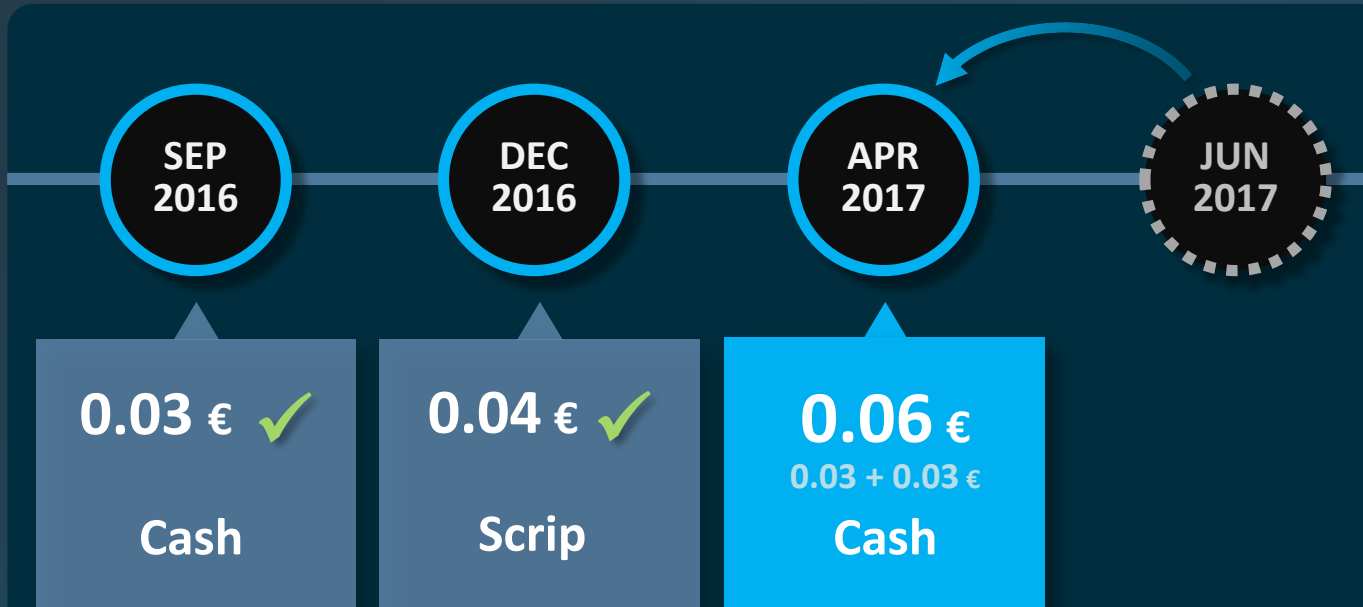 SEP
2016
DEC
2016
APR
2017
JUN
2017
0.03 €
Cash
0.04 €
Scrip
0.06 €
0.03 + 0.03 €
Cash